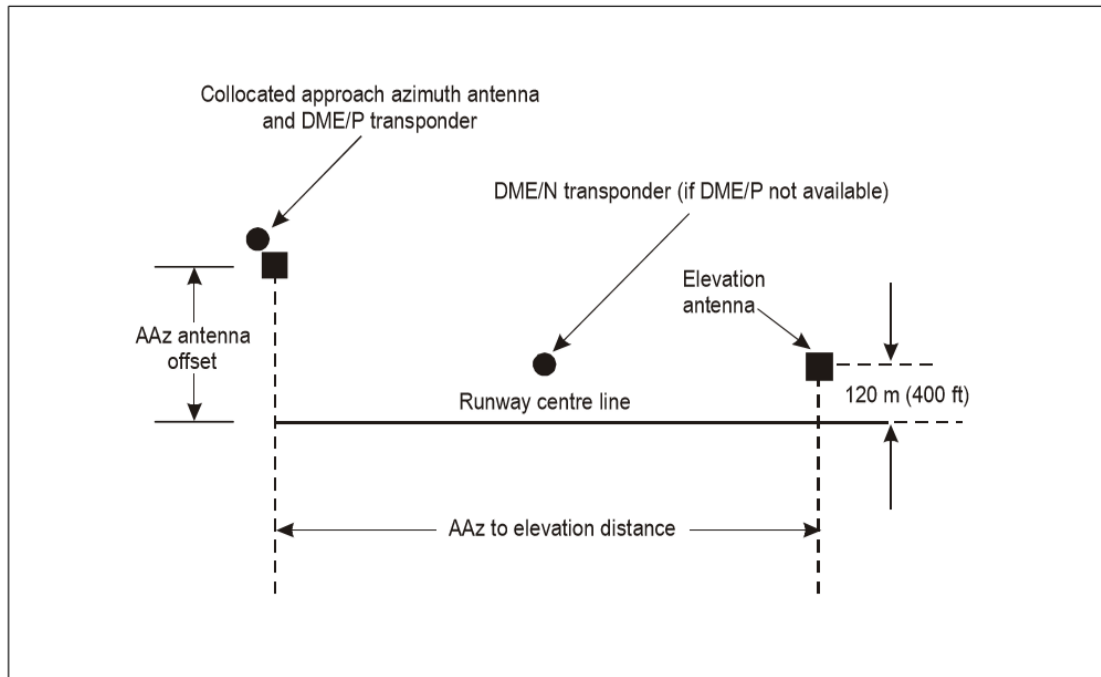 Collocated approach azimuth antenna
and DME/P transponder
DME/N transponder (if DME/P not available)
Elevation
antenna
AAz antenna
offset
120 m (400 ft)
Runway centre line
AAz to elevation distance